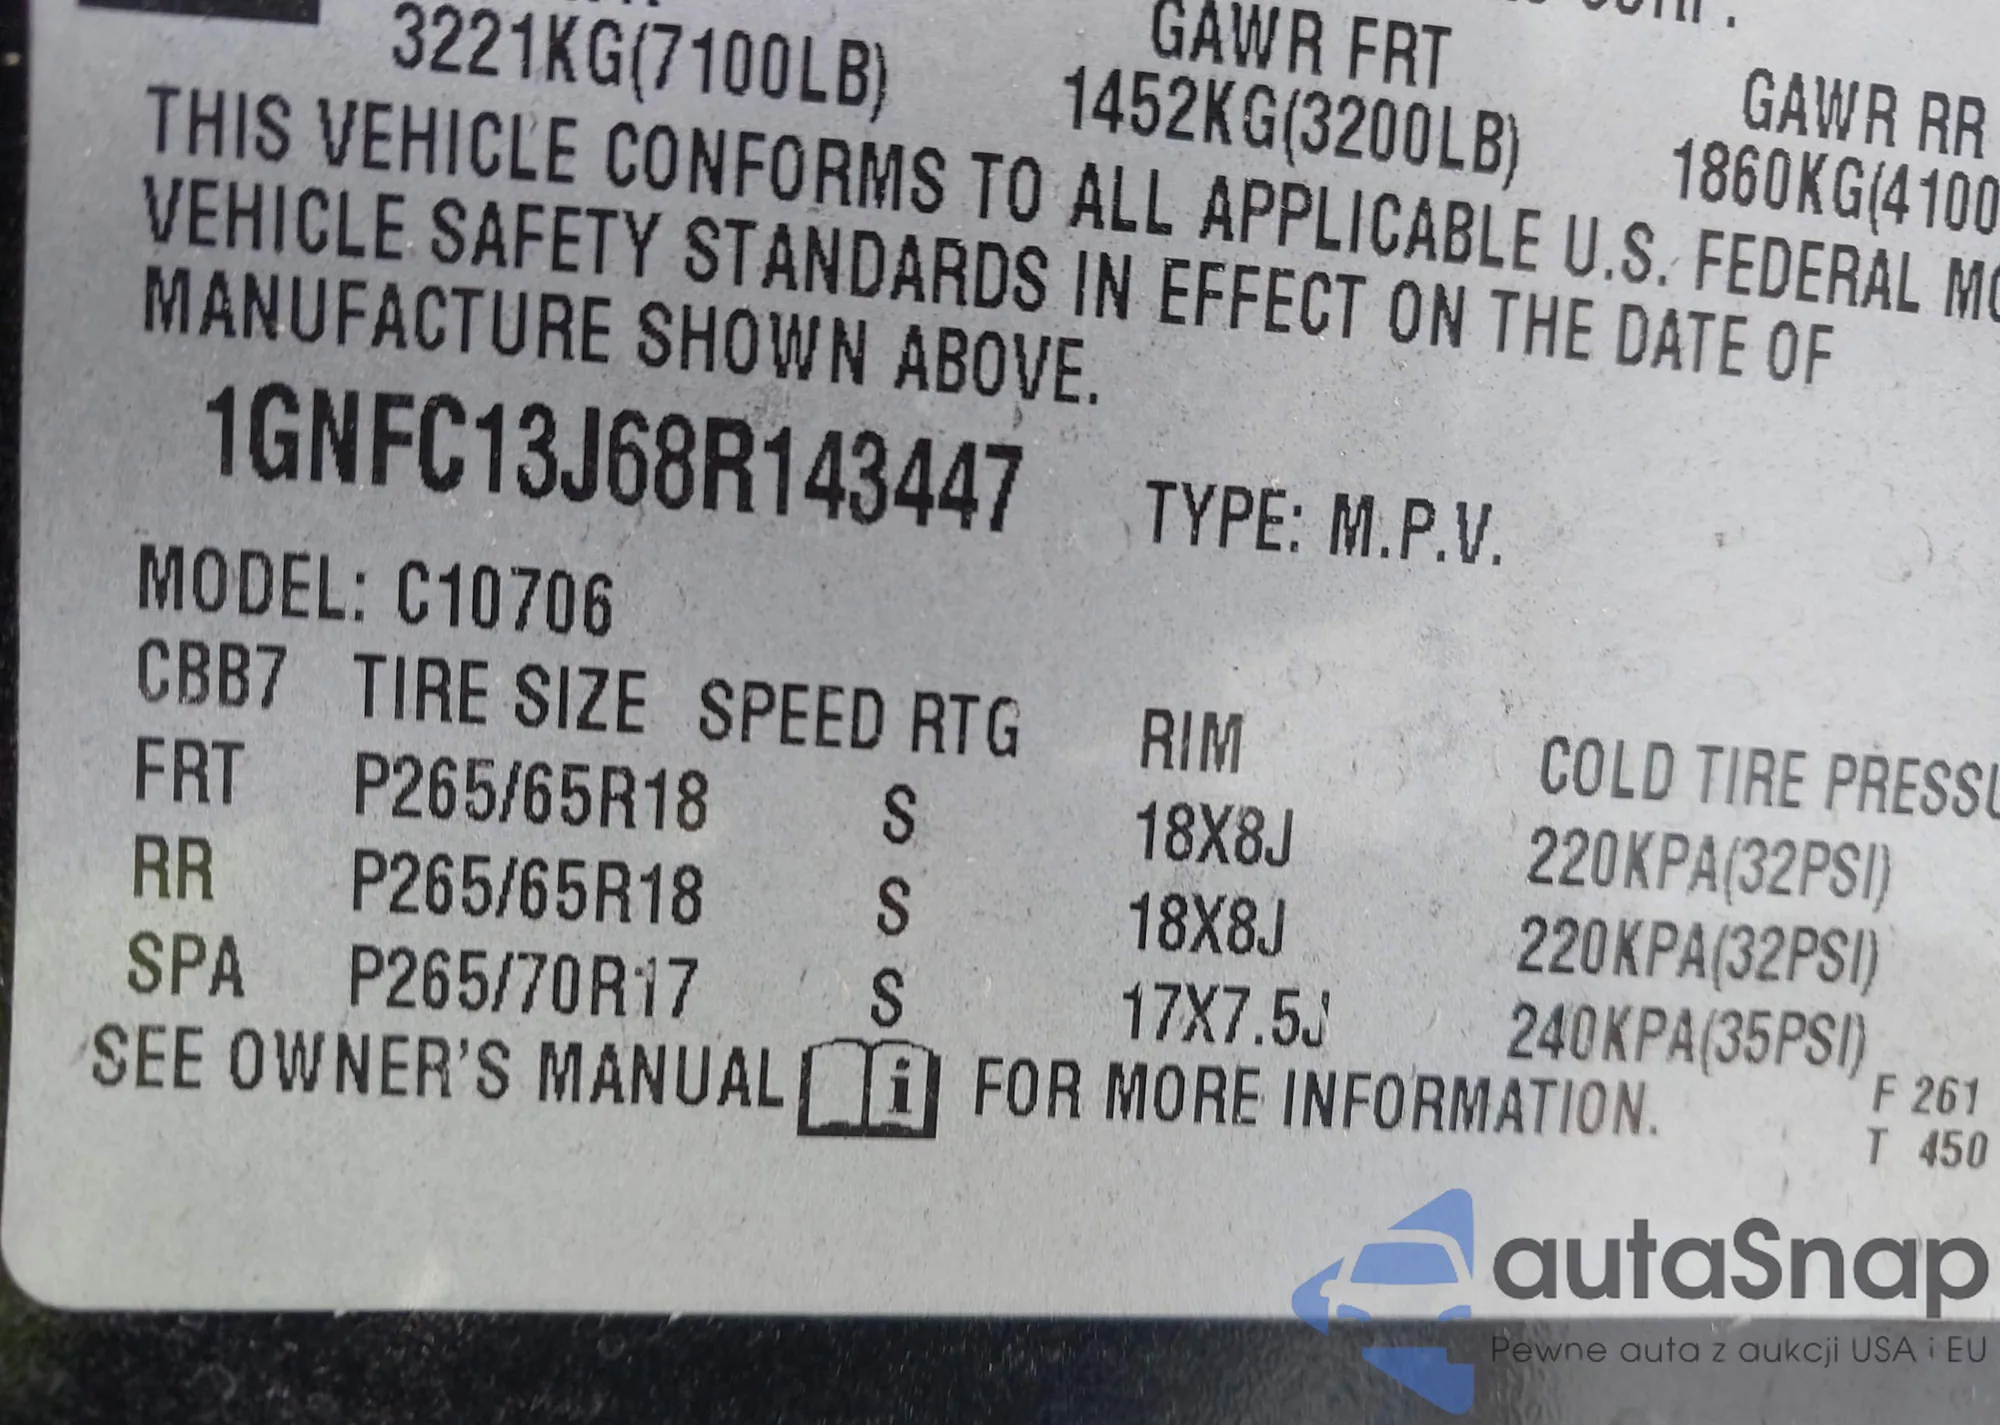 GAWR FRT
GAWR RR
3221KG(7100LB)
1452KG(3200LB)
1860KG(4100
THIS VEHICLE CONFORMS TO ALL APPLICABLE U.S. FEDERAL MO
VEHICLE SAFETY STANDARDS IN EFFECT ON THE DATE OF
MANUFACTURE SHOWN ABOVE.
1GNFC13J68R143447 TYPE: M.P.V.
MODEL: C10706
CBB7 TIRE SIZE SPEED RTG RIM COLD TIRE PRESSU
FRT P265/65R18 S 18X8J 220KPA(32PSI)
RR P265/65R18 S 18X8J 220KPA(32PSI)
SPA P265/70R17 S 17X7.5J 240KPA(35PSI)
SEE OWNER'S MANUAL i FOR MORE INFORMATION.
F 261
T 450
autaSnap
Pewne auta z aukcji USA i EU